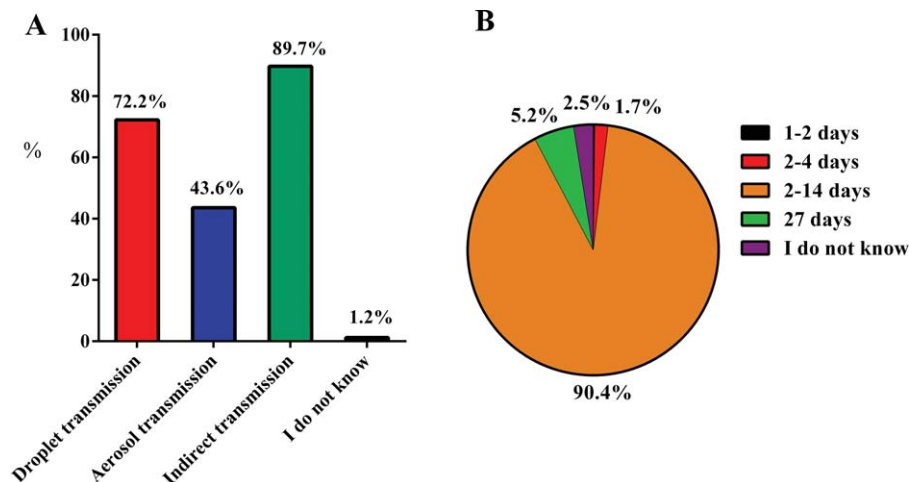 A
100
80
60
40
20
0
%
72.2%
43.6%
89.7%
1.2%
Droplet transmission
Aerosol transmission
Indirect transmission
I do not know
B
5.2%
2.5%
1.7%
90.4%
1-2 days
2-4 days
2-14 days
27 days
I do not know